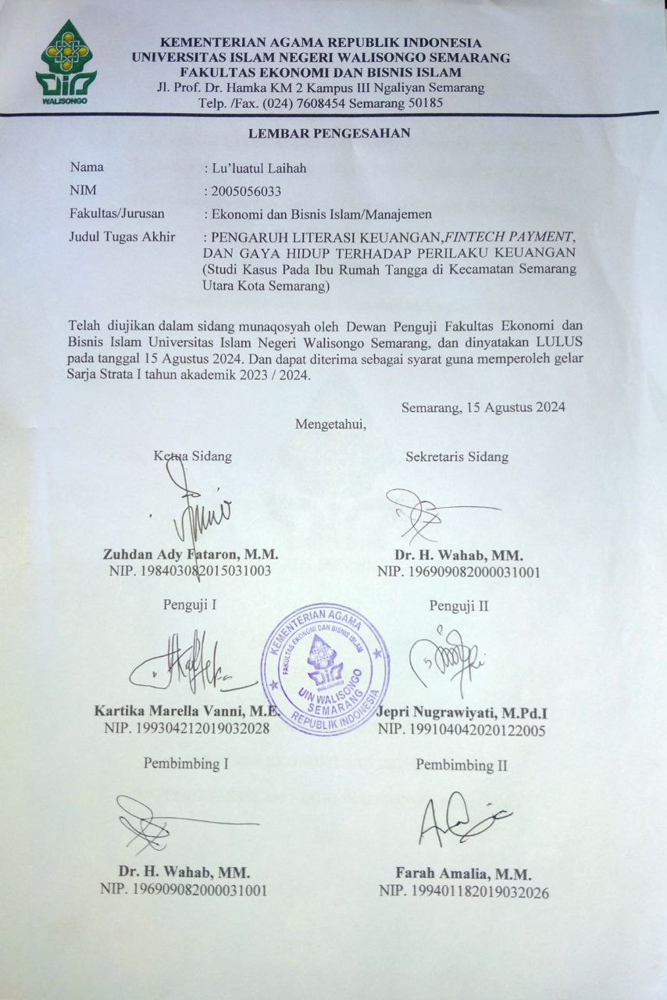 KEMENTERIAN AGAMA REPUBLIK INDONESIA
UNIVERSITAS ISLAM NEGERI WALISONGO SEMARANG
FAKULTAS EKONOMI DAN BISNIS ISLAM
Jl. Prof. Dr. Hamka KM 2 Kampus III Ngaliyan Semarang
Telp. /Fax. (024) 7608454 Semarang 50185
UIN
WALISONGO
LEMBAR PENGESAHAN
Nama : Lu'luatul Laihah
NIM : 2005056033
Fakultas/Jurusan : Ekonomi dan Bisnis Islam/Manajemen
Judul Tugas Akhir : PENGARUH LITERASI KEUANGAN,FINTECH PAYMENT,
DAN GAYA HIDUP TERHADAP PERILAKU KEUANGAN
(Studi Kasus Pada Ibu Rumah Tangga di Kecamatan Semarang
Utara Kota Semarang)
Telah diujikan dalam sidang munaqosyah oleh Dewan Penguji Fakultas Ekonomi dan
Bisnis Islam Universitas Islam Negeri Walisongo Semarang, dan dinyatakan LULUS
pada tanggal 15 Agustus 2024. Dan dapat diterima sebagai syarat guna memperoleh gelar
Sarja Strata I tahun akademik 2023 / 2024.
Semarang, 15 Agustus 2024
Mengetahui,
Ketua Sidang Sekretaris Sidang
Zuhdan Ady Fataron, M.M. Dr. H. Wahab, MM.
NIP. 198403082015031003 NIP. 196909082000031001
Penguji I Penguji II
KEMENTERIAN AGAMA
FAKULTAS EKONOMI DAN BISNIS ISLAM
UIN
WALISONGO
UIN WALISONGO
SEMARANG
REPUBLIK INDONESIA
Kartika Marella Vanni, M.E. Jepri Nugrawiyati, M.Pd.I
NIP. 199304212019032028 NIP. 199104042020122005
Pembimbing I Pembimbing II
Dr. H. Wahab, MM. Farah Amalia, M.M.
NIP. 196909082000031001 NIP. 199401182019032026